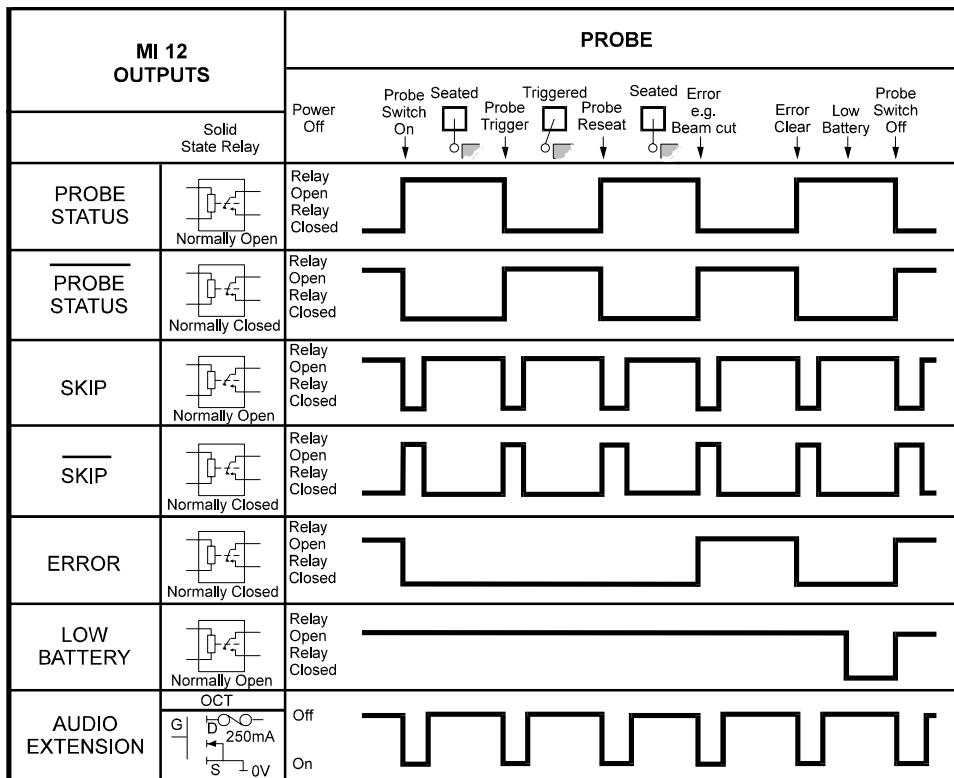 MI 12
OUTPUTS
PROBE
Solid
State Relay
Power
Off
Probe
Switch
On
Seated
Probe
Trigger
Triggered
Probe
Reseat
Seated
Error
e.g.
Beam cut
Error
Clear
Low
Battery
Probe
Switch
Off
PROBE
STATUS
Normally Open
Relay
Open
Relay
Closed
PROBE
STATUS
Normally Closed
Relay
Open
Relay
Closed
SKIP
Normally Open
Relay
Open
Relay
Closed
SKIP
Normally Closed
Relay
Open
Relay
Closed
ERROR
Normally Closed
Relay
Open
Relay
Closed
LOW
BATTERY
Normally Open
Relay
Open
Relay
Closed
AUDIO
EXTENSION
OCT
G
D
250mA
S
0V
Off
On